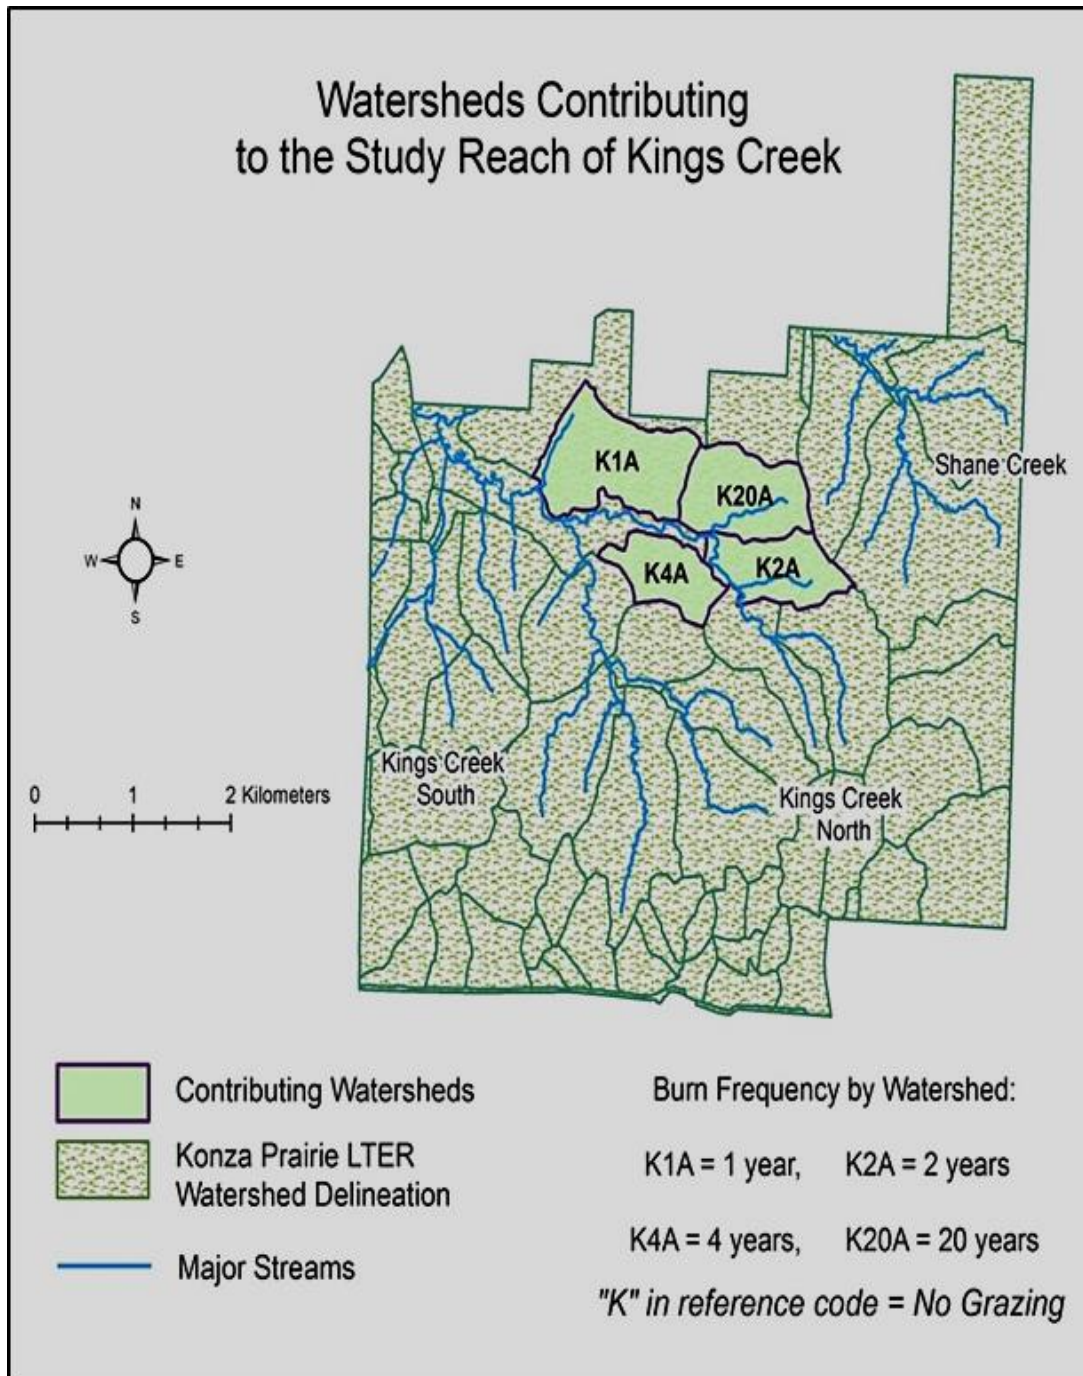 Watersheds Contributing
to the Study Reach of Kings Creek
Shane Creek
K1A
K20A
K4A
K2A
N
W
E
S
Kings Creek
South
0
1
2 Kilometers
Kings Creek
North
Contributing Watersheds
Konza Prairie LTER
Watershed Delineation
Major Streams
Burn Frequency by Watershed:
K1A = 1 year, K2A = 2 years
K4A = 4 years, K20A = 20 years
"K" in reference code = No Grazing